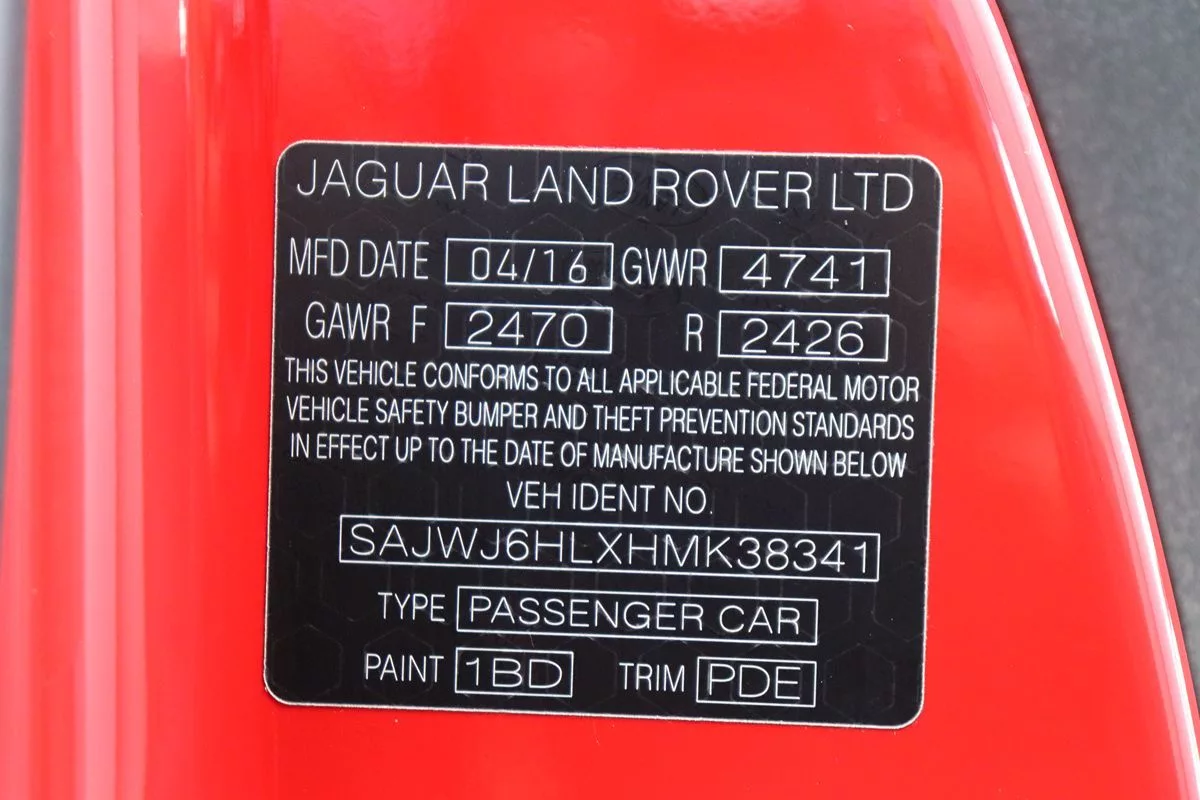 JAGUAR LAND ROVER LTD
MFD DATE 04/16 GVWR 4741
GAWR F 2470 R 2426
THIS VEHICLE CONFORMS TO ALL APPLICABLE FEDERAL MOTOR
VEHICLE SAFETY BUMPER AND THEFT PREVENTION STANDARDS
IN EFFECT UP TO THE DATE OF MANUFACTURE SHOWN BELOW
VEH IDENT NO.
SAJWJ6HLXHMK38341
TYPE PASSENGER CAR
PAINT 1BD TRIM PDE